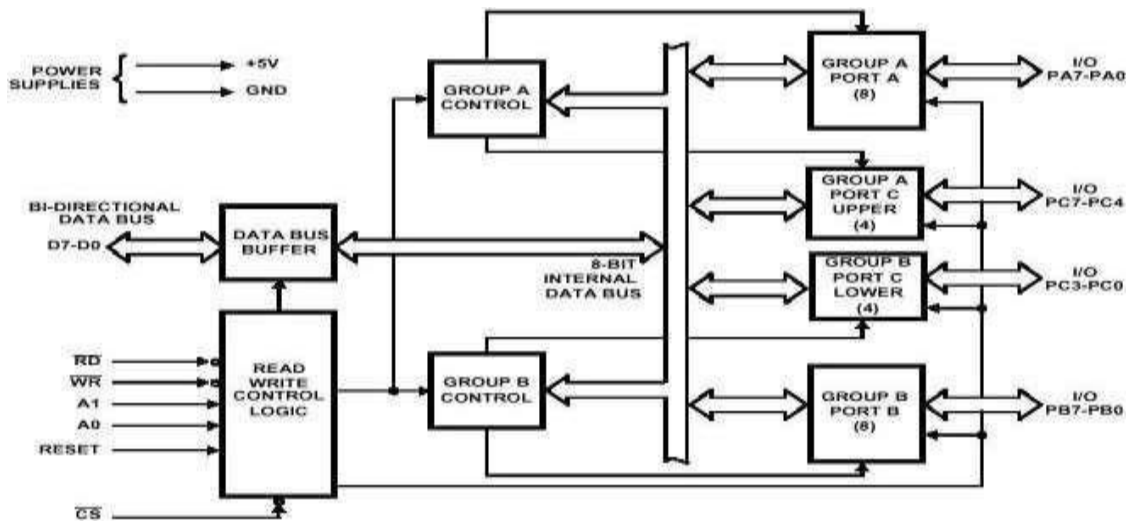 POWER
SUPPLIES
+5V
GND
GROUP A
CONTROL
GROUP A
PORT A
(8)
I/O
PA7-PA0
GROUP A
PORT C
UPPER
(4)
I/O
PC7-PC4
BI-DIRECTIONAL
DATA BUS
D7-D0
DATA BUS
BUFFER
8-BIT
INTERNAL
DATA BUS
GROUP B
PORT C
LOWER
(4)
I/O
PC3-PC0
RD
WR
A1
A0
RESET
CS
READ
WRITE
CONTROL
LOGIC
GROUP B
CONTROL
GROUP B
PORT B
(8)
I/O
PB7-PB0